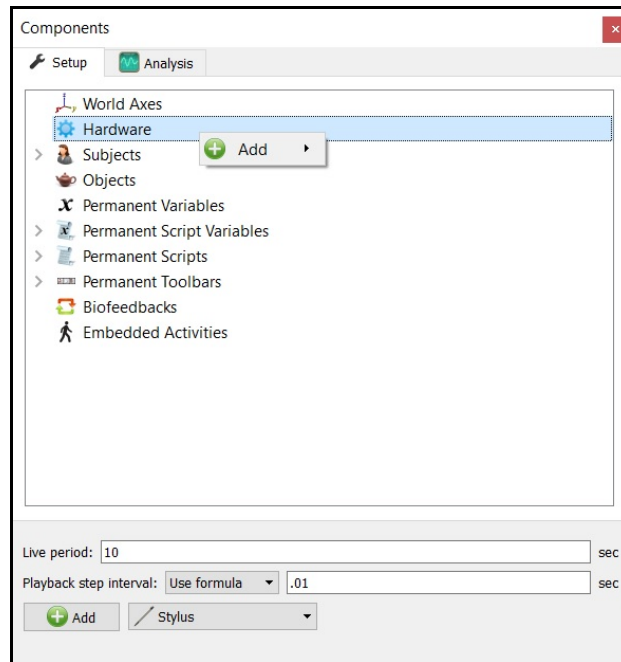 Components
Setup Analysis
World Axes
Hardware
Add
Subjects
Objects
Permanent Variables
Permanent Script Variables
Permanent Scripts
Permanent Toolbars
Biofeedbacks
Embedded Activities
Live period: 10 sec
Playback step interval: Use formula .01 sec
Add Stylus